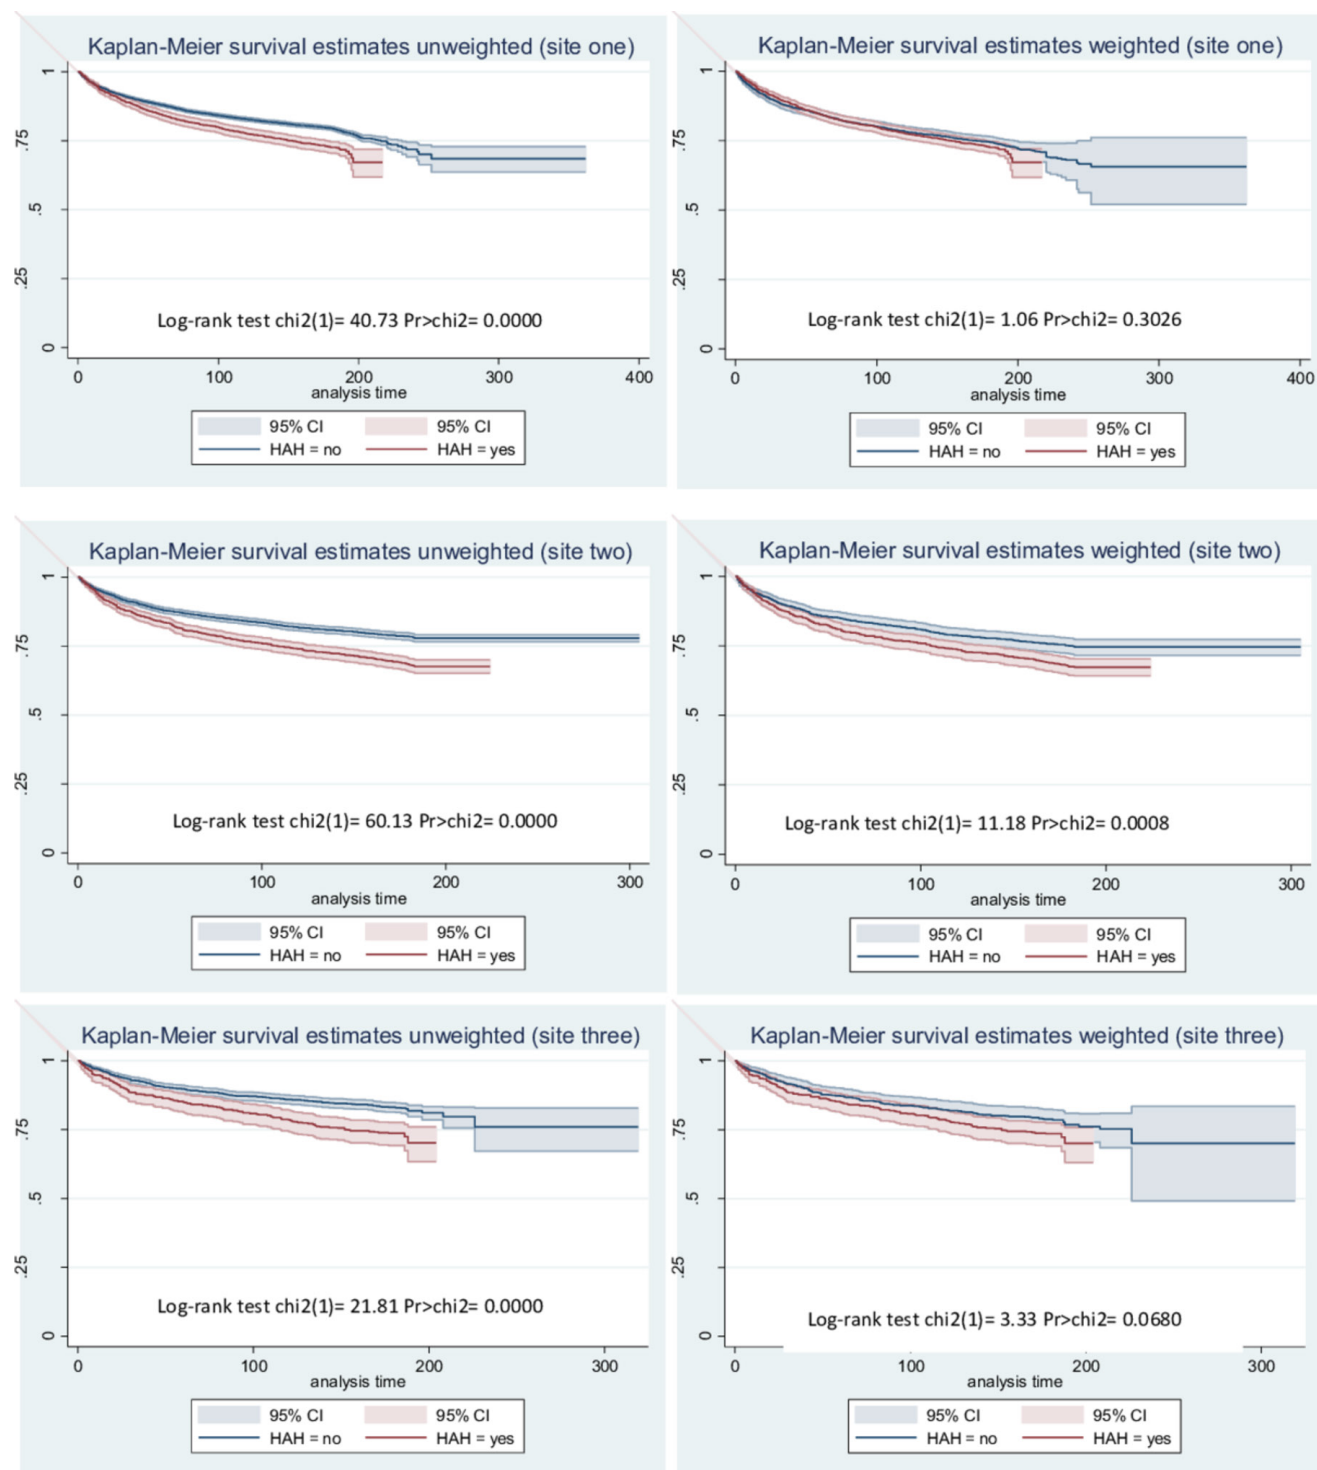 Kaplan-Meier survival estimates unweighted (site one)
1
.75
.5
.25
0
Log-rank test chi2(1)= 40.73 Pr>chi2= 0.0000
0 100 200 300 400
analysis time
95% CI 95% CI
HAH = no HAH = yes
Kaplan-Meier survival estimates weighted (site one)
1
.75
.5
.25
0
Log-rank test chi2(1)= 1.06 Pr>chi2= 0.3026
0 100 200 300 400
analysis time
95% CI 95% CI
HAH = no HAH = yes
Kaplan-Meier survival estimates unweighted (site two)
1
.75
.5
.25
0
Log-rank test chi2(1)= 60.13 Pr>chi2= 0.0000
0 100 200 300
analysis time
95% CI 95% CI
HAH = no HAH = yes
Kaplan-Meier survival estimates weighted (site two)
1
.75
.5
.25
0
Log-rank test chi2(1)= 11.18 Pr>chi2= 0.0008
0 100 200 300
analysis time
95% CI 95% CI
HAH = no HAH = yes
Kaplan-Meier survival estimates unweighted (site three)
1
.75
.5
.25
0
Log-rank test chi2(1)= 21.81 Pr>chi2= 0.0000
0 100 200 300
analysis time
95% CI 95% CI
HAH = no HAH = yes
Kaplan-Meier survival estimates weighted (site three)
1
.75
.5
.25
0
Log-rank test chi2(1)= 3.33 Pr>chi2= 0.0680
0 100 200 300
analysis time
95% CI 95% CI
HAH = no HAH = yes